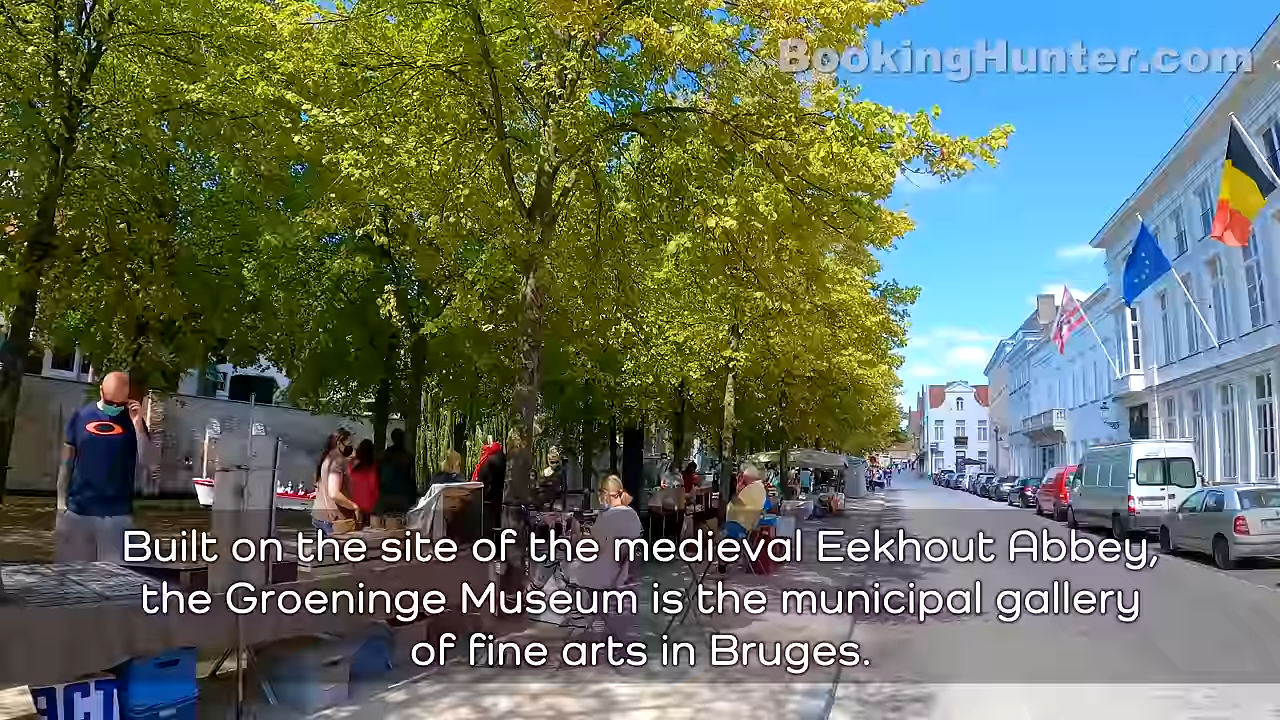 BookingHunter.com
Built on the site of the medieval Eekhout Abbey,
the Groeninge Museum is the municipal gallery
of fine arts in Bruges.
ACT